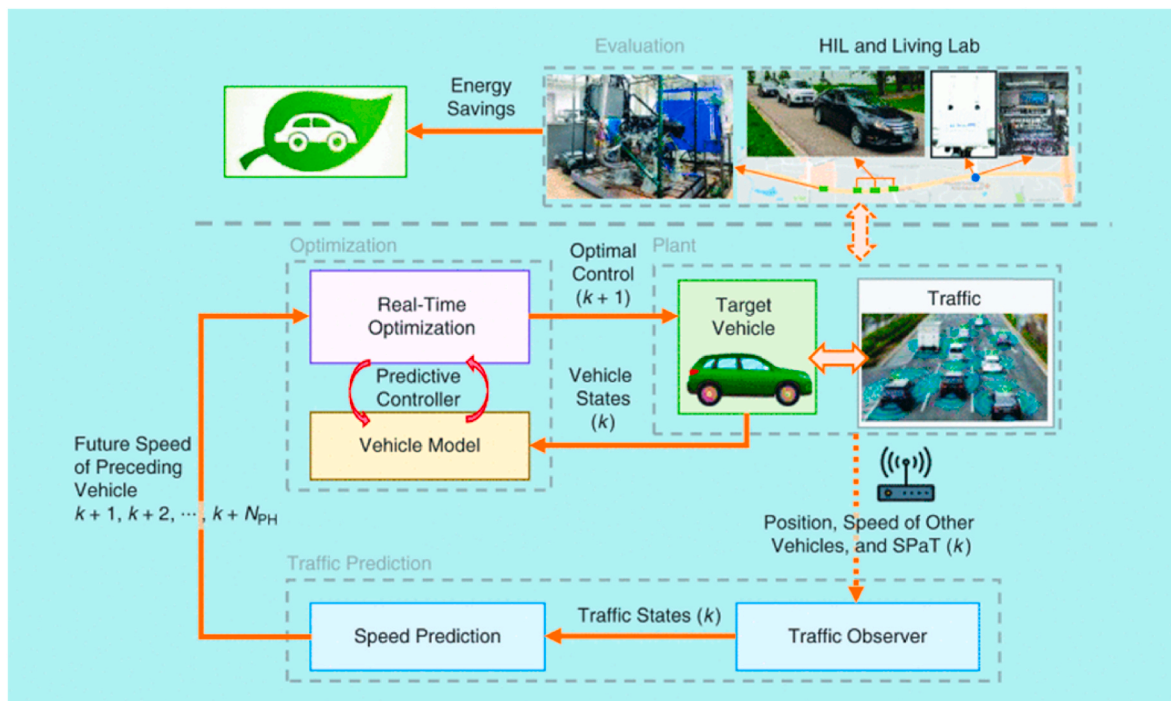 Evaluation
HIL and Living Lab
Energy
Savings
Optimization
Optimal
Control
(k + 1)
Plant
Real-Time
Optimization
Target
Vehicle
Traffic
Predictive
Controller
Vehicle
States
(k)
Vehicle Model
Future Speed
of Preceding
Vehicle
k + 1, k + 2, ···, k + NPH
Position, Speed of Other
Vehicles, and SPaT (k)
Traffic Prediction
Speed Prediction
Traffic States (k)
Traffic Observer